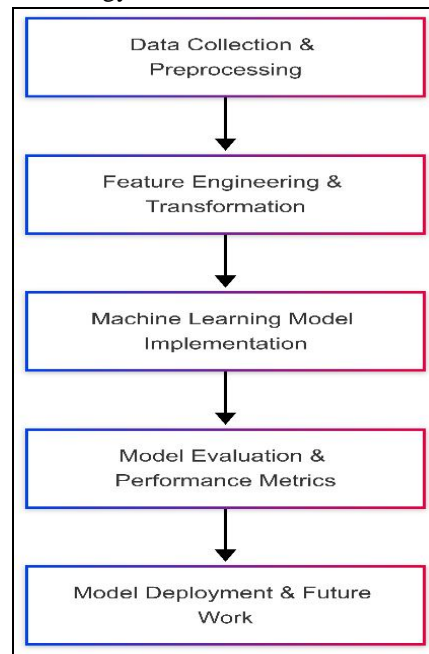 Data Collection &
Preprocessing
Feature Engineering &
Transformation
Machine Learning Model
Implementation
Model Evaluation &
Performance Metrics
Model Deployment & Future
Work